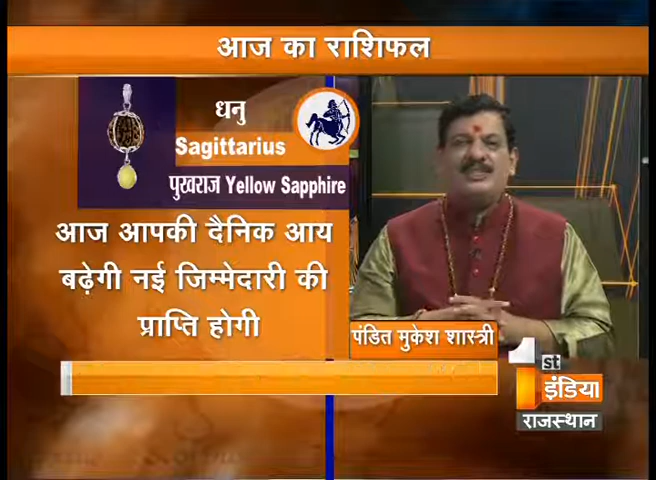 आज का राशिफल
धनु
Sagittarius
पुखराज Yellow Sapphire
आज आपकी दैनिक आय
बढ़ेगी नई जिम्मेदारी की
प्राप्ति होगी
पंडित मुकेश शास्त्री
1st
इंडिया
राजस्थान